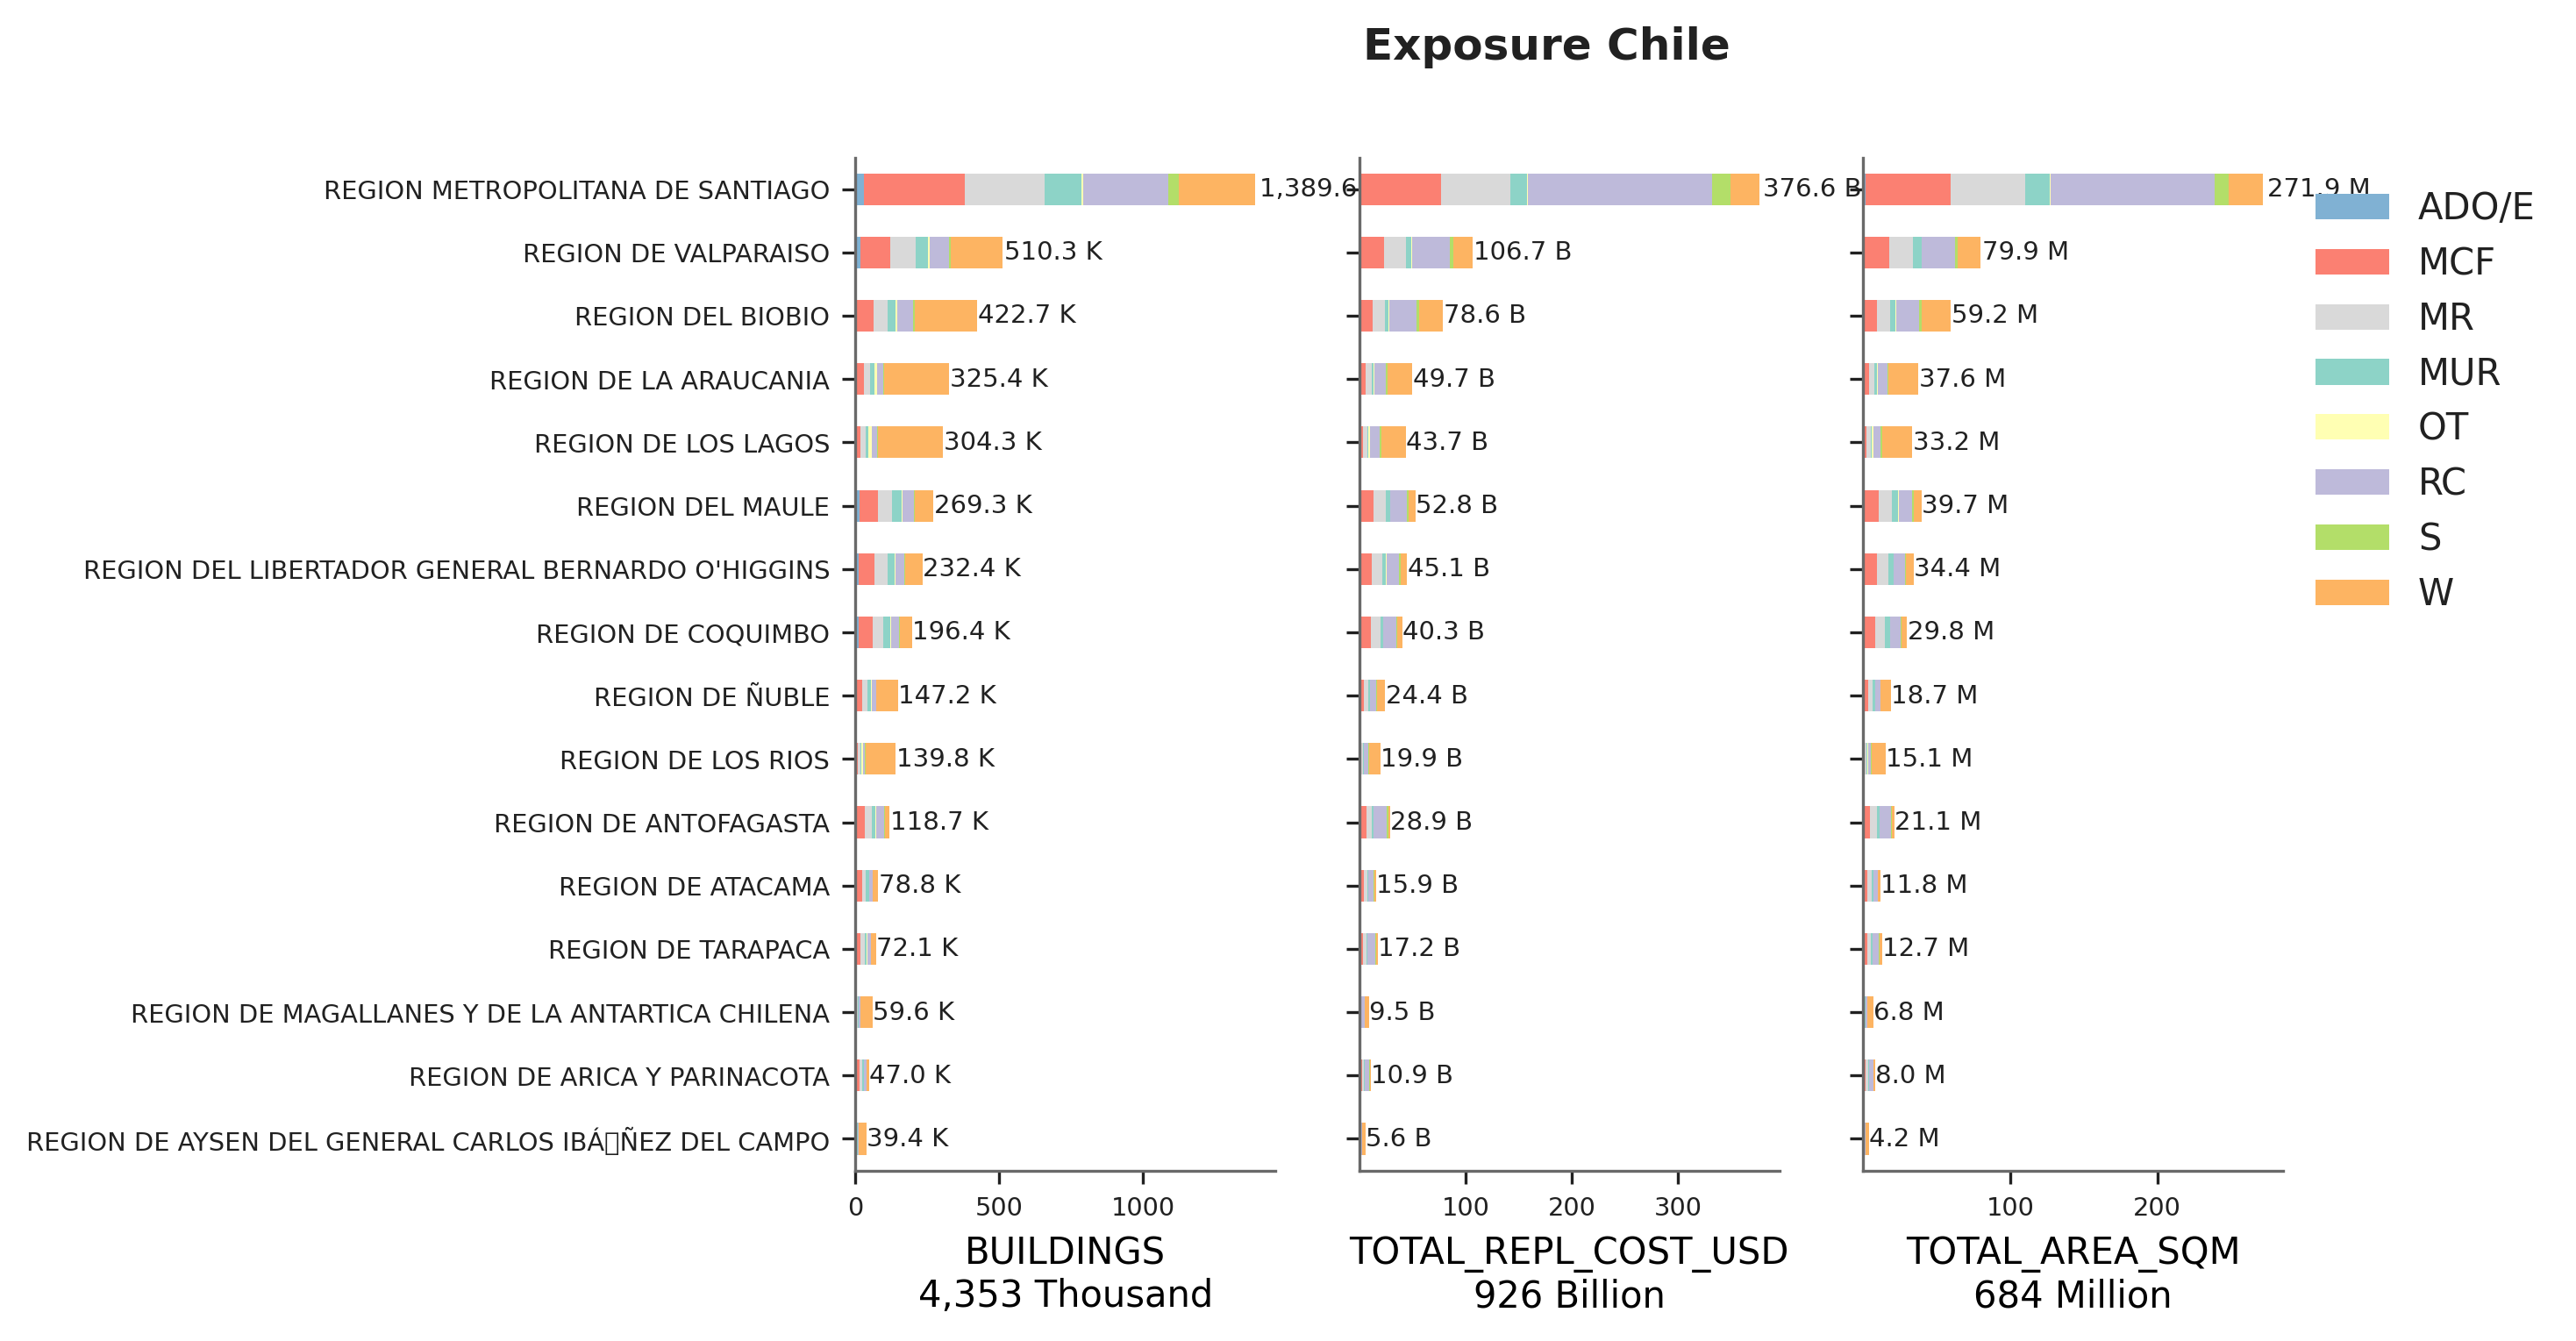 Exposure Chile
REGION METROPOLITANA DE SANTIAGO 1,389.6 376.6 B 271.9 M
REGION DE VALPARAISO 510.3 K 106.7 B 79.9 M
REGION DEL BIOBIO 422.7 K 78.6 B 59.2 M
REGION DE LA ARAUCANIA 325.4 K 49.7 B 37.6 M
REGION DE LOS LAGOS 304.3 K 43.7 B 33.2 M
REGION DEL MAULE 269.3 K 52.8 B 39.7 M
REGION DEL LIBERTADOR GENERAL BERNARDO O'HIGGINS 232.4 K 45.1 B 34.4 M
REGION DE COQUIMBO 196.4 K 40.3 B 29.8 M
REGION DE ÑUBLE 147.2 K 24.4 B 18.7 M
REGION DE LOS RIOS 139.8 K 19.9 B 15.1 M
REGION DE ANTOFAGASTA 118.7 K 28.9 B 21.1 M
REGION DE ATACAMA 78.8 K 15.9 B 11.8 M
REGION DE TARAPACA 72.1 K 17.2 B 12.7 M
REGION DE MAGALLANES Y DE LA ANTARTICA CHILENA 59.6 K 9.5 B 6.8 M
REGION DE ARICA Y PARINACOTA 47.0 K 10.9 B 8.0 M
REGION DE AYSEN DEL GENERAL CARLOS IBÁ▯ÑEZ DEL CAMPO 39.4 K 5.6 B 4.2 M
0 500 1000 100 200 300 100 200
BUILDINGS TOTAL_REPL_COST_USD TOTAL_AREA_SQM
4,353 Thousand 926 Billion 684 Million
ADO/E
MCF
MR
MUR
OT
RC
S
W